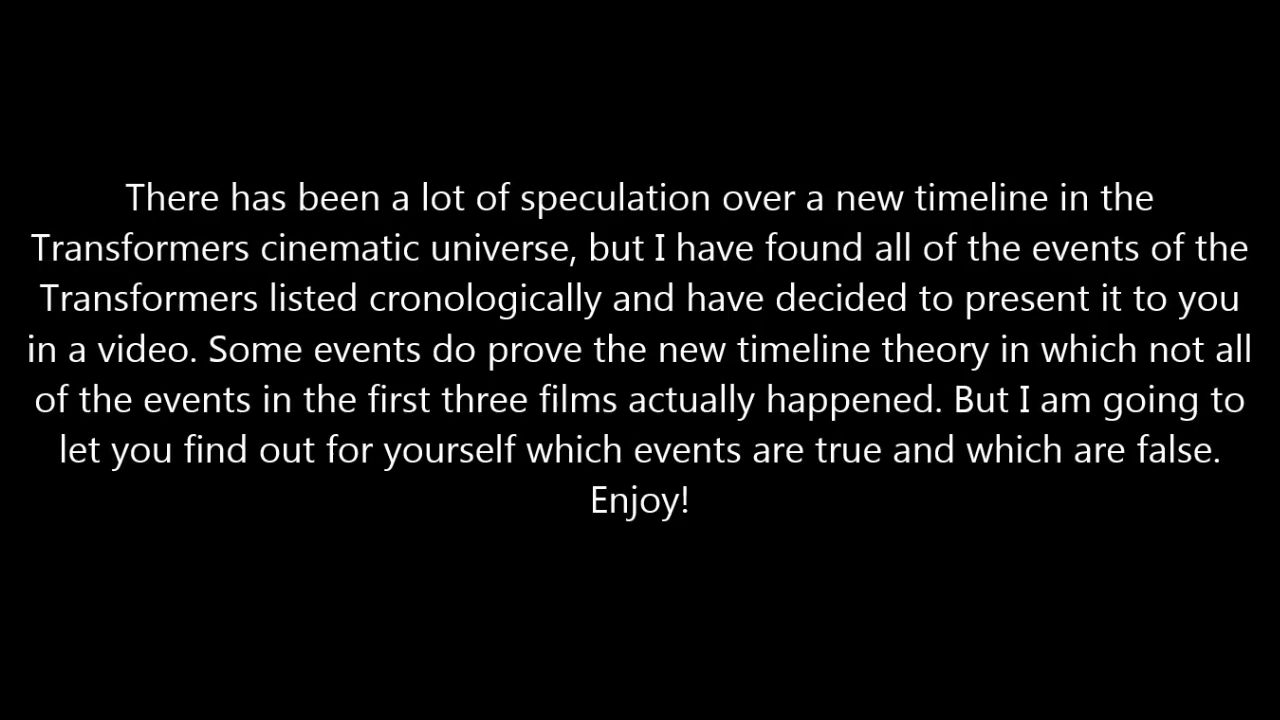 There has been a lot of speculation over a new timeline in the
Transformers cinematic universe, but I have found all of the events of the
Transformers listed cronologically and have decided to present it to you
in a video. Some events do prove the new timeline theory in which not all
of the events in the first three films actually happened. But I am going to
let you find out for yourself which events are true and which are false.
Enjoy!